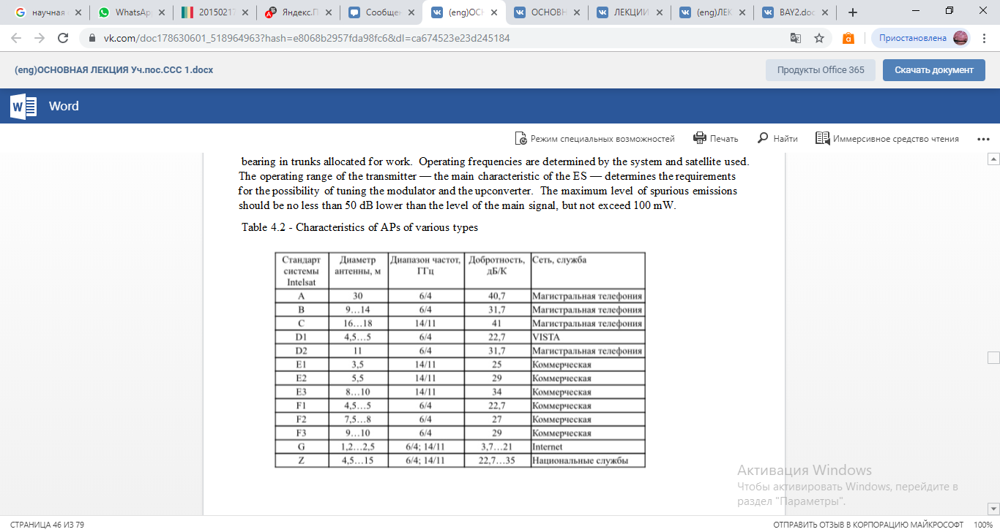 научная
WhatsAp
20150217
Яндекс.П
Сообщен
(eng)ОСН
ОСНОВН
ЛЕКЦИИ
(eng)ЛЕК
BAY2.doc
vk.com/doc178630601_518964963?hash=e8068b2957fda98fc6&dl=ca674523e23d245184
Приостановлена
(eng)ОСНОВНАЯ ЛЕКЦИЯ Уч.пос.ССС 1.docx
Продукты Office 365
Скачать документ
Word
Режим специальных возможностей
Печать
Найти
Иммерсивное средство чтения
bearing in trunks allocated for work. Operating frequencies are determined by the system and satellite used.
The operating range of the transmitter — the main characteristic of the ES — determines the requirements
for the possibility of tuning the modulator and the upconverter. The maximum level of spurious emissions
should be no less than 50 dB lower than the level of the main signal, but not exceed 100 mW.
Table 4.2 - Characteristics of APs of various types
Стандарт системы Intelsat Диаметр антенны, м Диапазон частот, ГГц Добротность, дБ/К Сеть, служба
A 30 6/4 40,7 Магистральная телефония
B 9…14 6/4 31,7 Магистральная телефония
C 16…18 14/11 41 Магистральная телефония
D1 4,5…5 6/4 22,7 VISTA
D2 11 6/4 31,7 Магистральная телефония
E1 3,5 14/11 25 Коммерческая
E2 5,5 14/11 29 Коммерческая
E3 8…10 14/11 34 Коммерческая
F1 4,5…5 6/4 22,7 Коммерческая
F2 7,5…8 6/4 27 Коммерческая
F3 9…10 6/4 29 Коммерческая
G 1,2…2,5 6/4; 14/11 3,7…21 Internet
Z 4,5…15 6/4; 14/11 22,7…35 Национальные службы
Активация Windows
Чтобы активировать Windows, перейдите в
раздел "Параметры".
СТРАНИЦА 46 ИЗ 79
ОТПРАВИТЬ ОТЗЫВ В КОРПОРАЦИЮ МАЙКРОСОФТ
100%